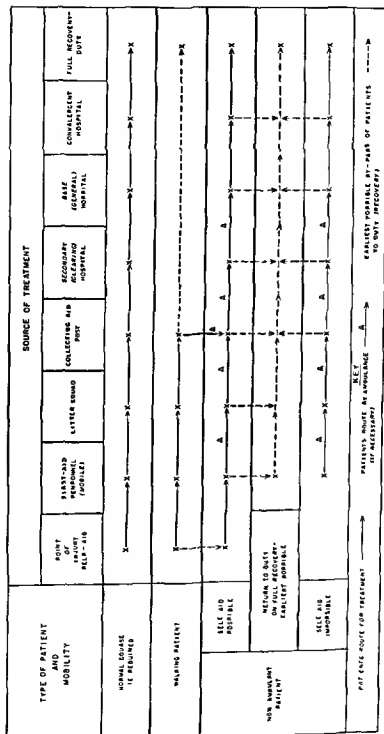 SOURCE OF TREATMENT
TYPE OF PATIENT
AND
MOBILITY
POINT
OF
INJURY
SELF-AID
FIRST-AID
PERSONNEL
(MOBILE)
LITTER SQUAD
COLLECTING AID
POST
SECONDARY
(CLEARING)
HOSPITAL
BASE
(GENERAL)
HOSPITAL
CONVALESCENT
HOSPITAL
FULL RECOVERY-
DUTY
NORMAL COURSE
IF REQUIRED
WALKING PATIENT
NON AMBULANT
PATIENT
SELF AID
POSSIBLE
RETURN TO DUTY
ON FULL RECOVERY-
EARLIEST POSSIBLE
SELF AID
IMPOSSIBLE
KEY
PATIENTS ROUTE FOR TREATMENT
PATIENTS ROUTE BY AMBULANCE A
(IF NECESSARY)
EARLIEST POSSIBLE BY-PASS OF PATIENTS
TO DUTY (RECOVERY)